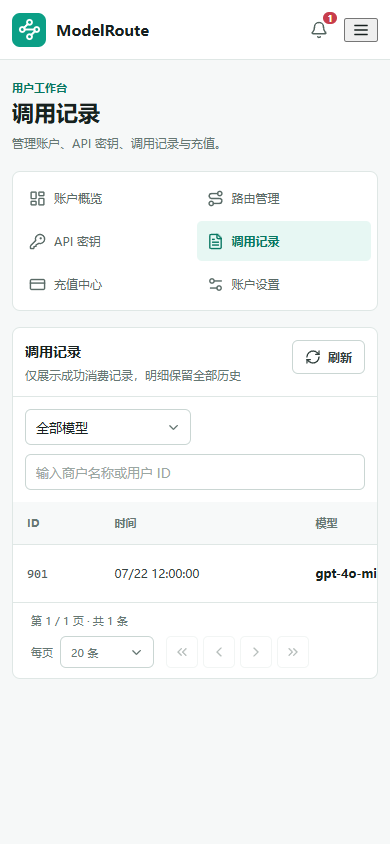 ModelRoute
1
用户工作台
调用记录
管理账户、API 密钥、调用记录与充值。
账户概览
路由管理
API 密钥
调用记录
充值中心
账户设置
调用记录
刷新
仅展示成功消费记录，明细保留全部历史
全部模型
输入商户名称或用户 ID
ID 时间 模型
901 07/22 12:00:00 gpt-4o-mi
第 1 / 1 页 · 共 1 条
每页 20 条